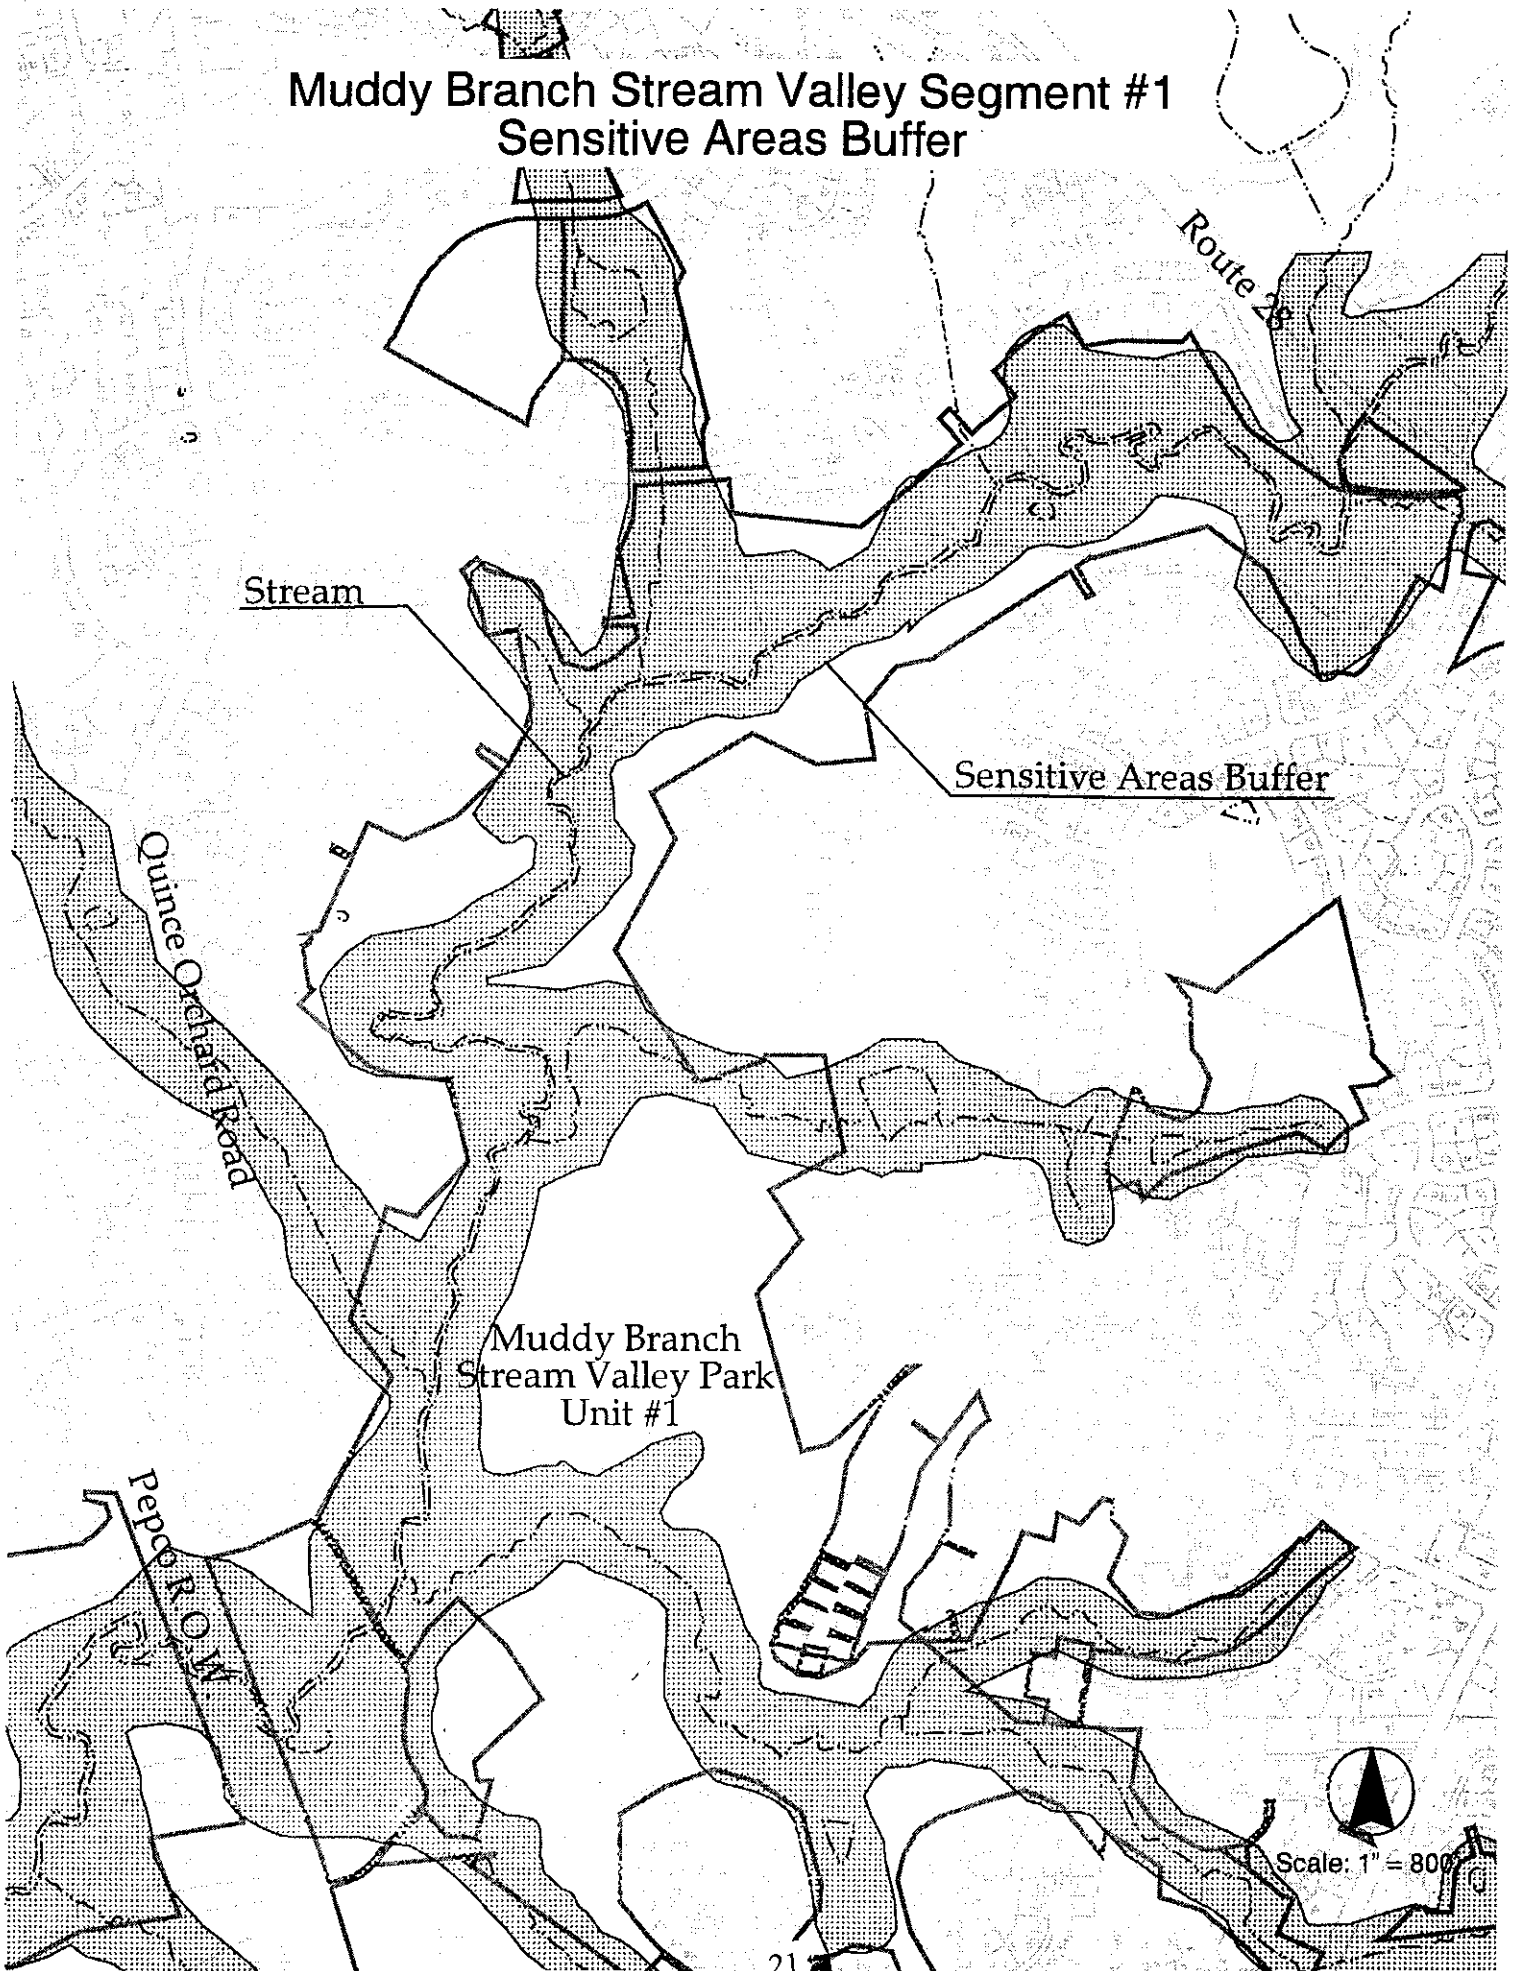 Muddy Branch Stream Valley Segment #1
Sensitive Areas Buffer
Route 28
Stream
Sensitive Areas Buffer
Quince Orchard Road
Muddy Branch
Stream Valley Park
Unit #1
Pepco R.O.W.
Scale: 1" = 800
21